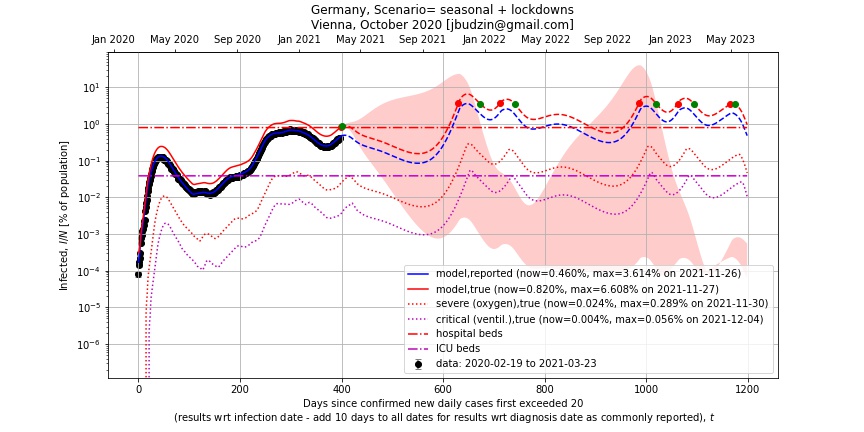 Germany, Scenario= seasonal + lockdowns
Vienna, October 2020 [jbudzin@gmail.com]
Jan 2020 May 2020 Sep 2020 Jan 2021 May 2021 Sep 2021 Jan 2022 May 2022 Sep 2022 Jan 2023 May 2023
10¹
10⁰
10⁻¹
10⁻²
10⁻³
10⁻⁴
10⁻⁵
10⁻⁶
Infected, I/N [% of population]
model,reported (now=0.460%, max=3.614% on 2021-11-26)
model,true (now=0.820%, max=6.608% on 2021-11-27)
severe (oxygen),true (now=0.024%, max=0.289% on 2021-11-30)
critical (ventil.),true (now=0.004%, max=0.056% on 2021-12-04)
hospital beds
ICU beds
data: 2020-02-19 to 2021-03-23
0 200 400 600 800 1000 1200
Days since confirmed new daily cases first exceeded 20
(results wrt infection date - add 10 days to all dates for results wrt diagnosis date as commonly reported), t